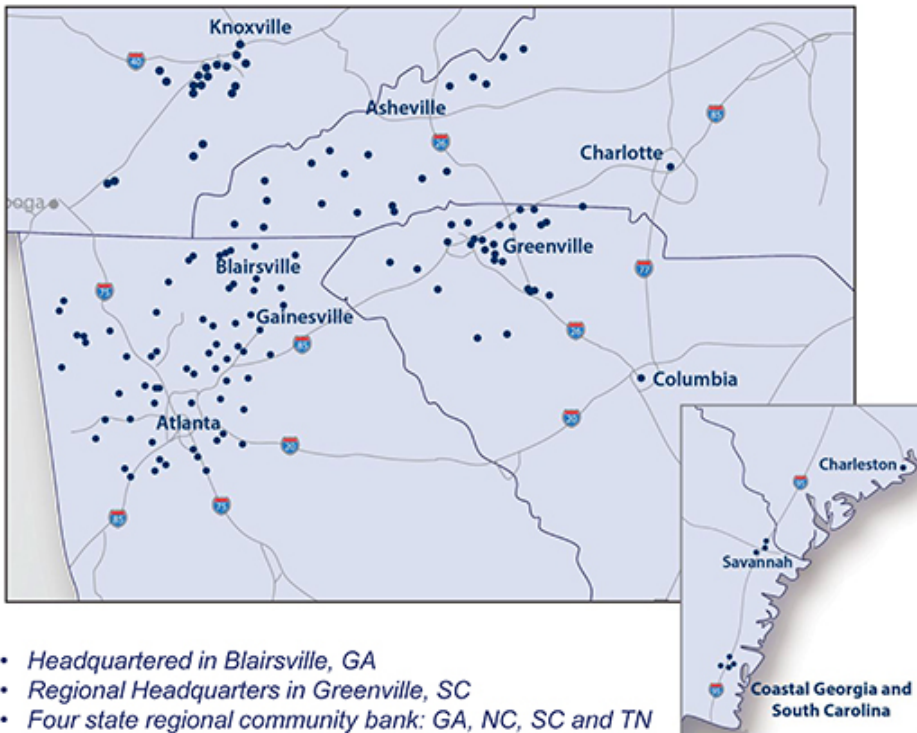 Knoxville
40
Asheville
26
85
Charlotte
ooga
Greenville
Blairsville
77
75
Gainesville
85
26
Columbia
20
Atlanta
20
75
85
Charleston
95
Savannah
95
Coastal Georgia and
South Carolina
• Headquartered in Blairsville, GA
• Regional Headquarters in Greenville, SC
• Four state regional community bank: GA, NC, SC and TN